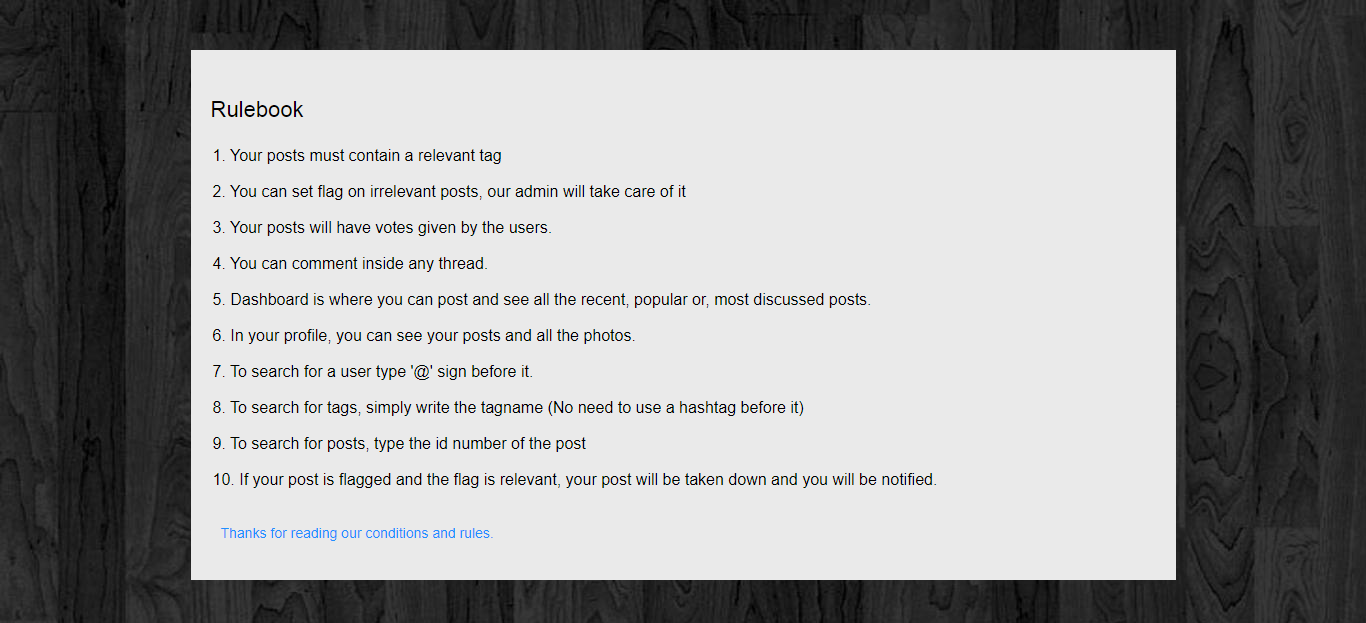 Rulebook
1. Your posts must contain a relevant tag
2. You can set flag on irrelevant posts, our admin will take care of it
3. Your posts will have votes given by the users.
4. You can comment inside any thread.
5. Dashboard is where you can post and see all the recent, popular or, most discussed posts.
6. In your profile, you can see your posts and all the photos.
7. To search for a user type '@' sign before it.
8. To search for tags, simply write the tagname (No need to use a hashtag before it)
9. To search for posts, type the id number of the post
10. If your post is flagged and the flag is relevant, your post will be taken down and you will be notified.
Thanks for reading our conditions and rules.